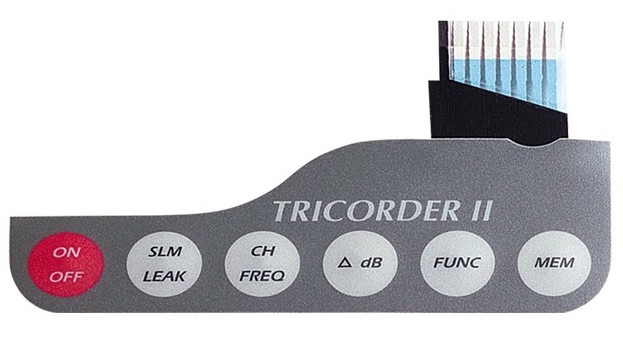 TRICORDER II
ON
OFF
SLM
LEAK
CH
FREQ
Δ dB
FUNC
MEM